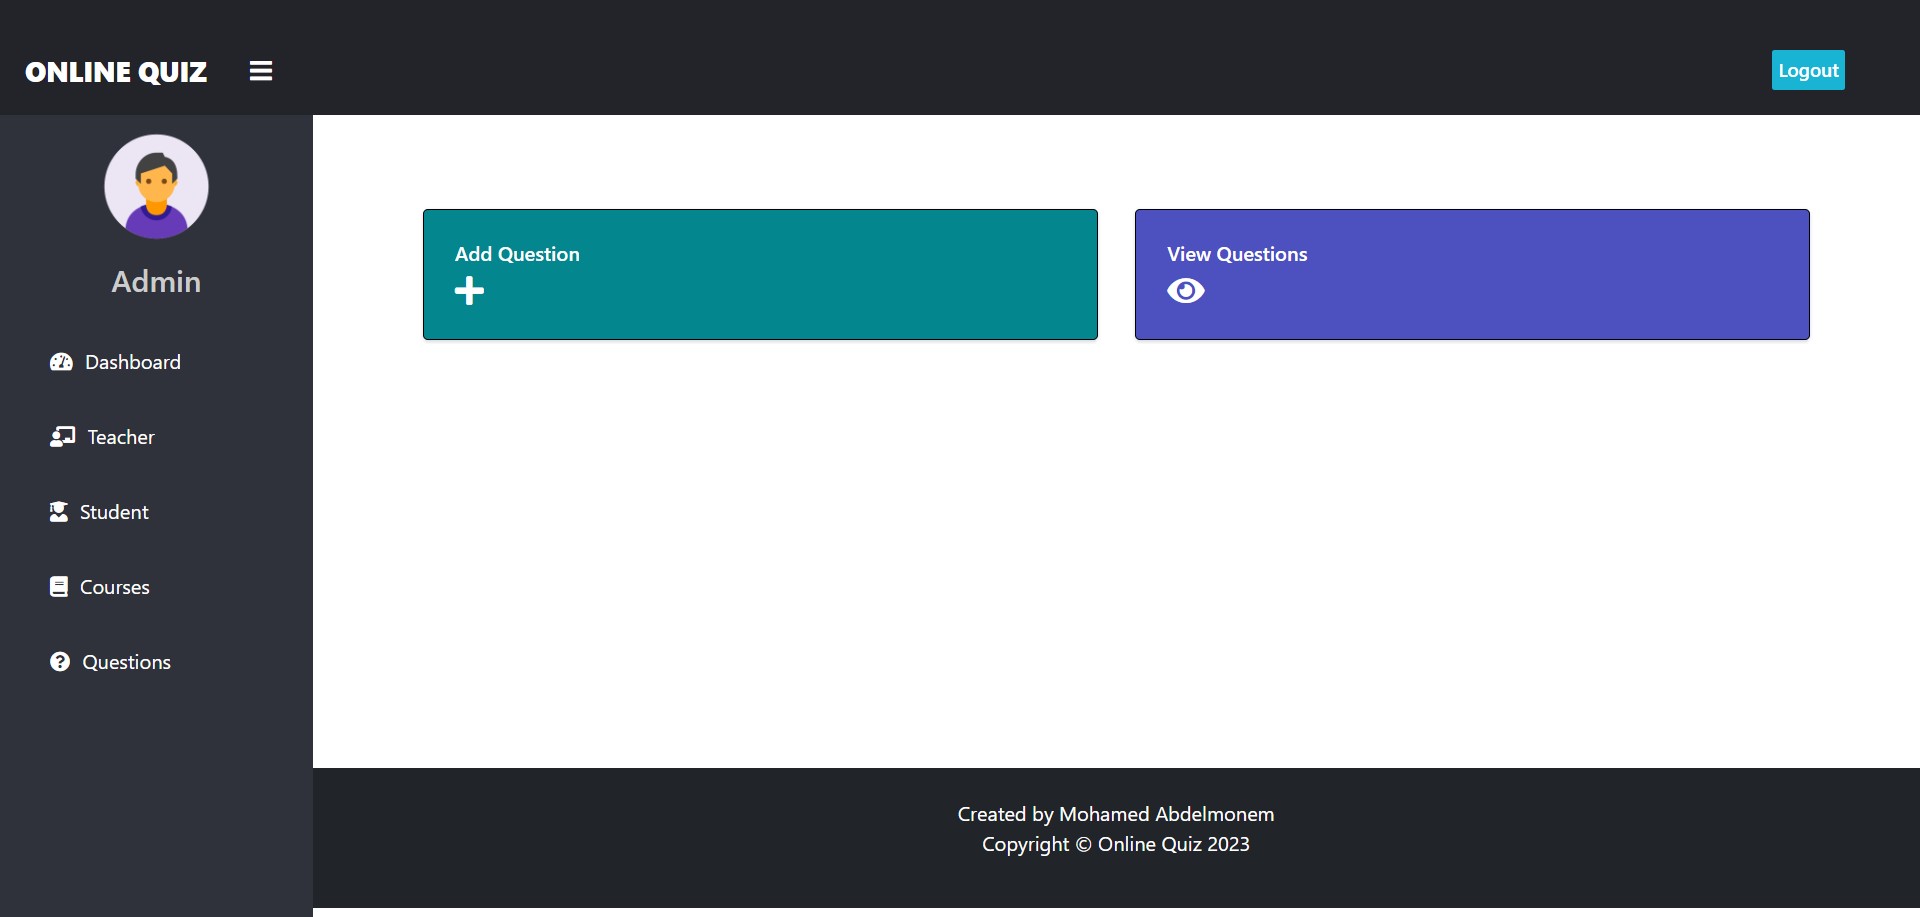 ONLINE QUIZ
Logout
Admin
Dashboard
Teacher
Student
Courses
Questions
Add Question
View Questions
Created by Mohamed Abdelmonem
Copyright © Online Quiz 2023